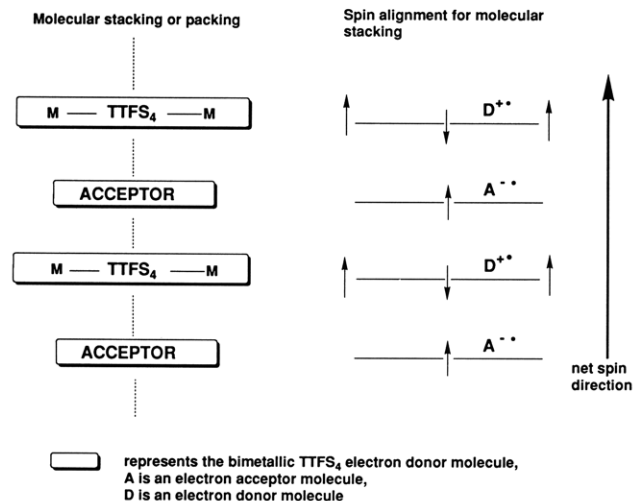 Molecular stacking or packing
Spin alignment for molecular
stacking
M — TTFS₄ — M
D⁺•
ACCEPTOR
A⁻•
M — TTFS₄ — M
D⁺•
ACCEPTOR
A⁻•
net spin
direction
represents the bimetallic TTFS₄ electron donor molecule,
A is an electron acceptor molecule,
D is an electron donor molecule